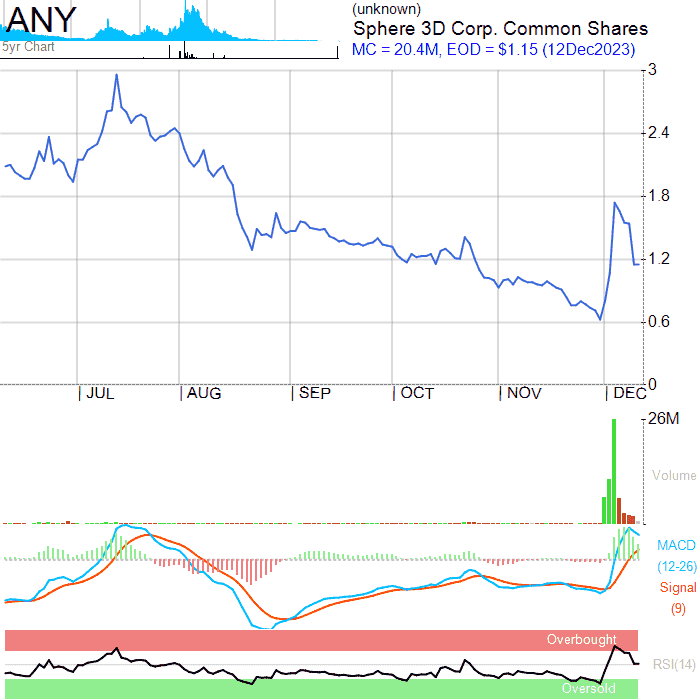 ANY
5yr Chart
(unknown)
Sphere 3D Corp. Common Shares
MC = 20.4M, EOD = $1.15 (12Dec2023)
3
2.4
1.8
1.2
0.6
0
JUL
AUG
SEP
OCT
NOV
DEC
26M
Volume
MACD
(12-26)
Signal
(9)
Overbought
RSI(14)
Oversold